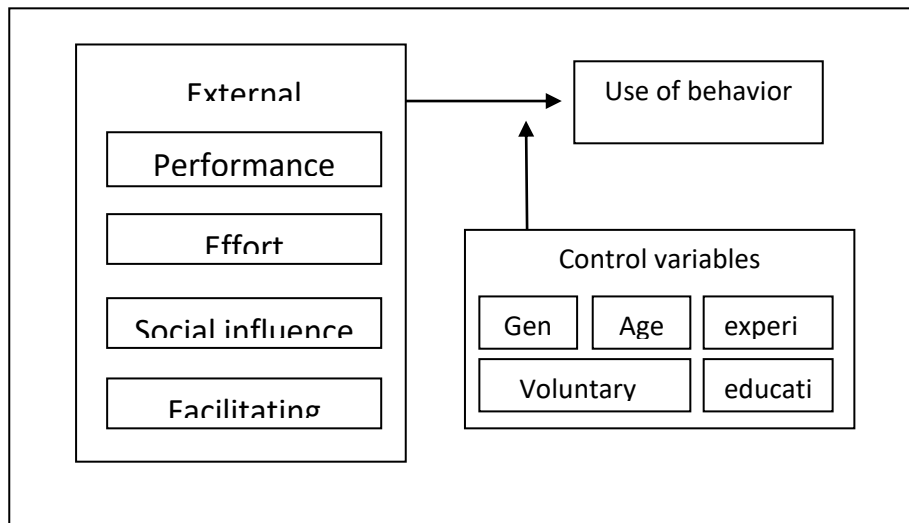 External
Performance
Effort
Social influence
Facilitating
Use of behavior
Control variables
Gen
Age
experi
Voluntary
educati